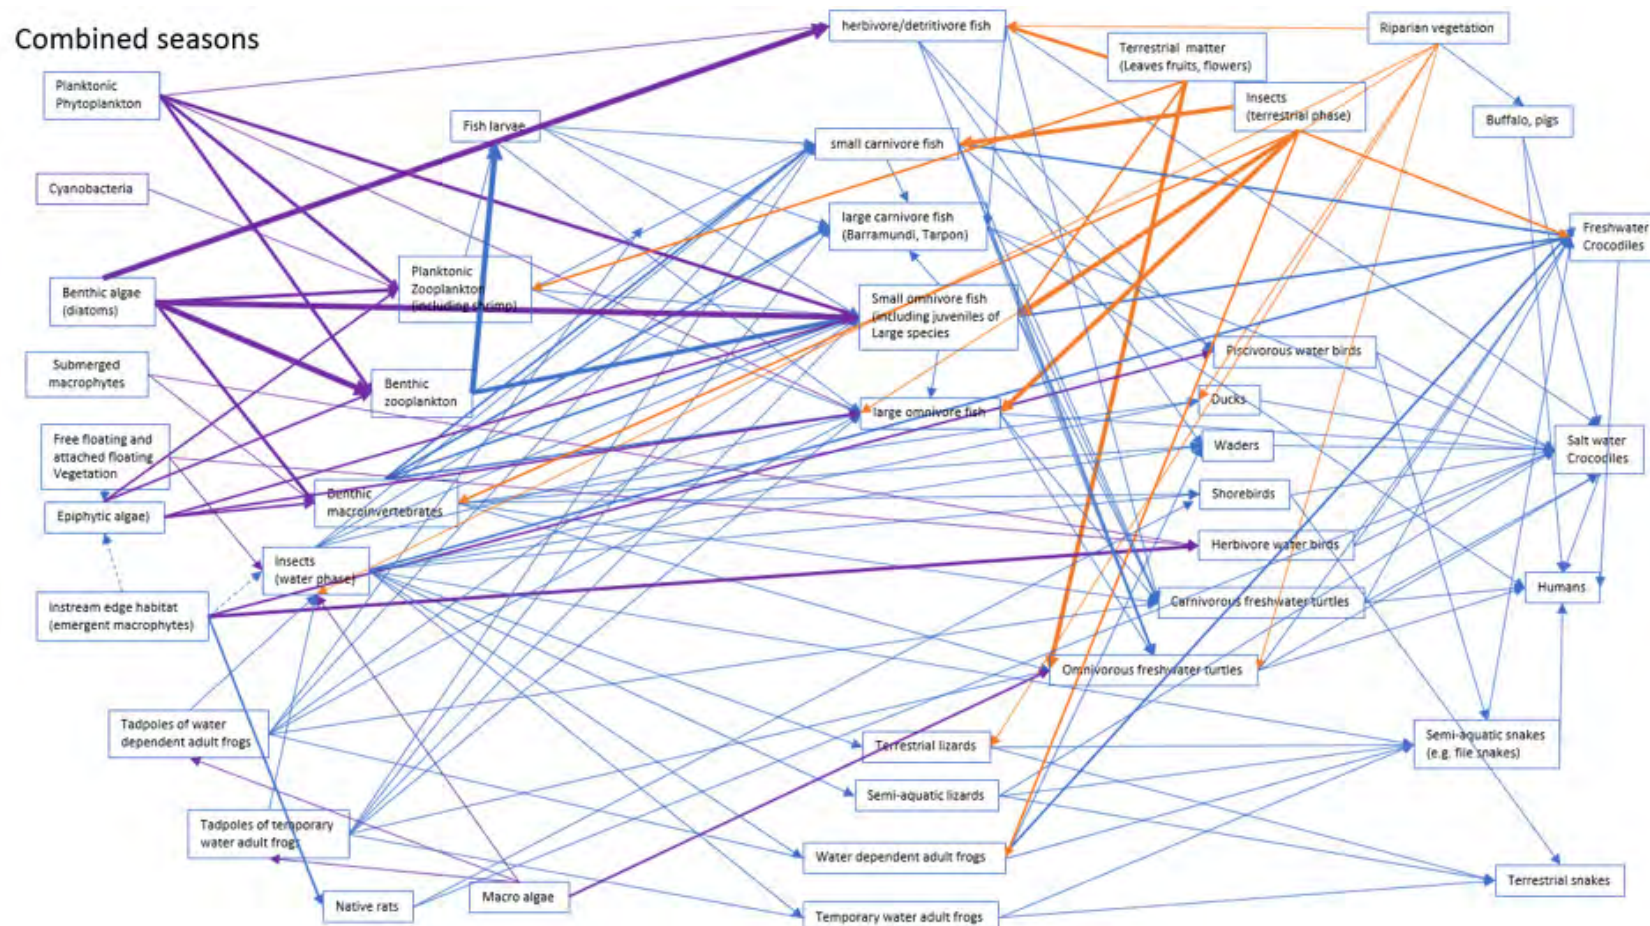 Combined seasons
herbivore/detritivore fish
Riparian vegetation
Terrestrial matter
(Leaves fruits, flowers)
Planktonic
Phytoplankton
Insects
(terrestrial phase)
Fish larvae
Buffalo, pigs
small carnivore fish
Cyanobacteria
large carnivore fish
(Barramundi, Tarpon)
Freshwater
Crocodiles
Planktonic
Zooplankton
(including shrimp)
Benthic algae
(diatoms)
Small omnivore fish
(including juveniles of
Large species
Submerged
macrophytes
Piscivorous water birds
Benthic
zooplankton
Ducks
large omnivore fish
Free floating and
attached floating
Vegetation
Waders
Salt water
Crocodiles
Benthic
macroinvertebrates
Shorebirds
Epiphytic algae)
Herbivore water birds
Insects
(water phase)
Humans
Instream edge habitat
(emergent macrophytes)
Carnivorous freshwater turtles
Omnivorous freshwater turtles
Tadpoles of water
dependent adult frogs
Terrestrial lizards
Semi-aquatic snakes
(e.g. file snakes)
Semi-aquatic lizards
Tadpoles of temporary
water adult frogs
Water dependent adult frogs
Terrestrial snakes
Macro algae
Native rats
Temporary water adult frogs